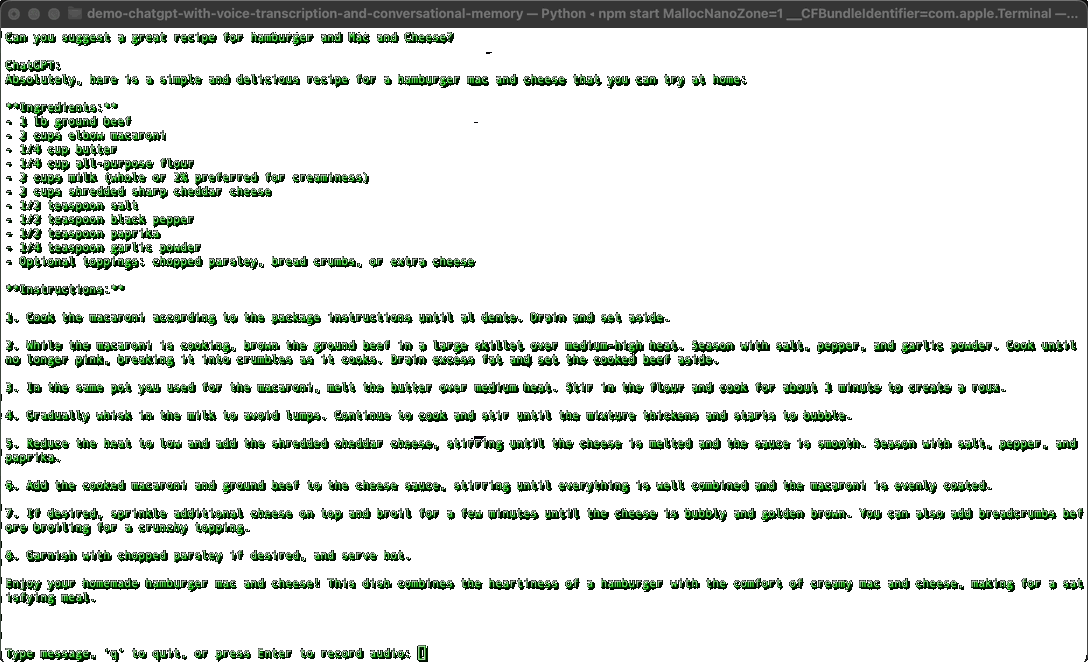 demo-chatgpt-with-voice-transcription-and-conversational-memory — Python ◂ npm start MallocNanoZone=1 __CFBundleIdentifier=com.apple.Terminal —...
Can you suggest a great recipe for hamburger and Mac and Cheese?
ChatGPT:
Absolutely, here is a simple and delicious recipe for a hamburger mac and cheese that you can try at home:
**Ingredients:**
- 1 lb ground beef
- cups elbow macaroni
- 1/4 cup butter
- 1/4 cup all-purpose flour
- cups milk (whole or 2% preferred for creaminess)
- cups shredded sharp cheddar cheese
- teaspoon salt
- teaspoon black pepper
- teaspoon paprika
- 1/4 teaspoon garlic powder
- Optional toppings: chopped parsley, bread crumbs, or extra cheese
**Instructions:**
1. Cook the macaroni according to the package instructions until al dente. Drain and set aside.
2. While the macaroni is cooking, brown the ground beef in a large skillet over medium-high heat. Season with salt, pepper, and garlic powder. Cook until
no longer pink, breaking it into crumbles as it cooks. Drain excess fat and set the cooked beef aside.
3. In the same pot you used for the macaroni, melt the butter over medium heat. Stir in the flour and cook for about 1 minute to create a roux.
4. Gradually whisk in the milk to avoid lumps. Continue to cook and stir until the mixture thickens and starts to bubble.
5. Reduce the heat to low and add the shredded cheddar cheese, stirring until the cheese is melted and the sauce is smooth. Season with salt, pepper, and
paprika.
6. Add the cooked macaroni and ground beef to the cheese sauce, stirring until everything is well combined and the macaroni is evenly coated.
7. If desired, sprinkle additional cheese on top and broil for a few minutes until the cheese is bubbly and golden brown. You can also add breadcrumbs bef
ore broiling for a crunchy topping.
8. Garnish with chopped parsley if desired, and serve hot.
Enjoy your homemade hamburger mac and cheese! This dish combines the heartiness of a hamburger with the comfort of creamy mac and cheese, making for a sat
isfying meal.
Type message, 'q' to quit, or press Enter to record audio: